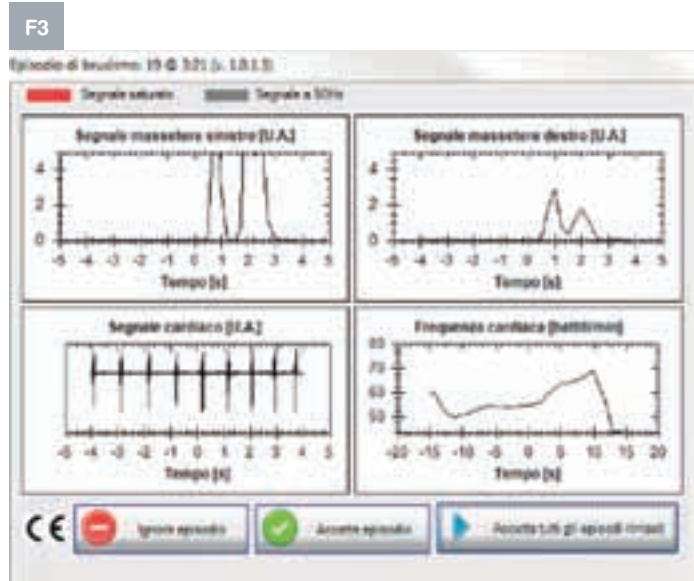 F3
Episodio di bruxismo: 19 @ 3:21 (v. 1.0.1.3)
Segnale saturato Segnale a 50Hz
Segnale massetere sinistro [U.A.] Segnale massetere destro [U.A.]
4 4
2 2
0 0
-5 -4 -3 -2 -1 0 1 2 3 4 5 -5 -4 -3 -2 -1 0 1 2 3 4 5
Tempo [s] Tempo [s]
Segnale cardiaco [U.A.] Frequenza cardiaca [battiti/min]
80
70
60
50
-5 -4 -3 -2 -1 0 1 2 3 4 5 -20 -15 -10 -5 0 5 10 15 20
Tempo [s] Tempo [s]
CE Ignora episodio Accetta episodio Accetta tutti gli episodi rimasti